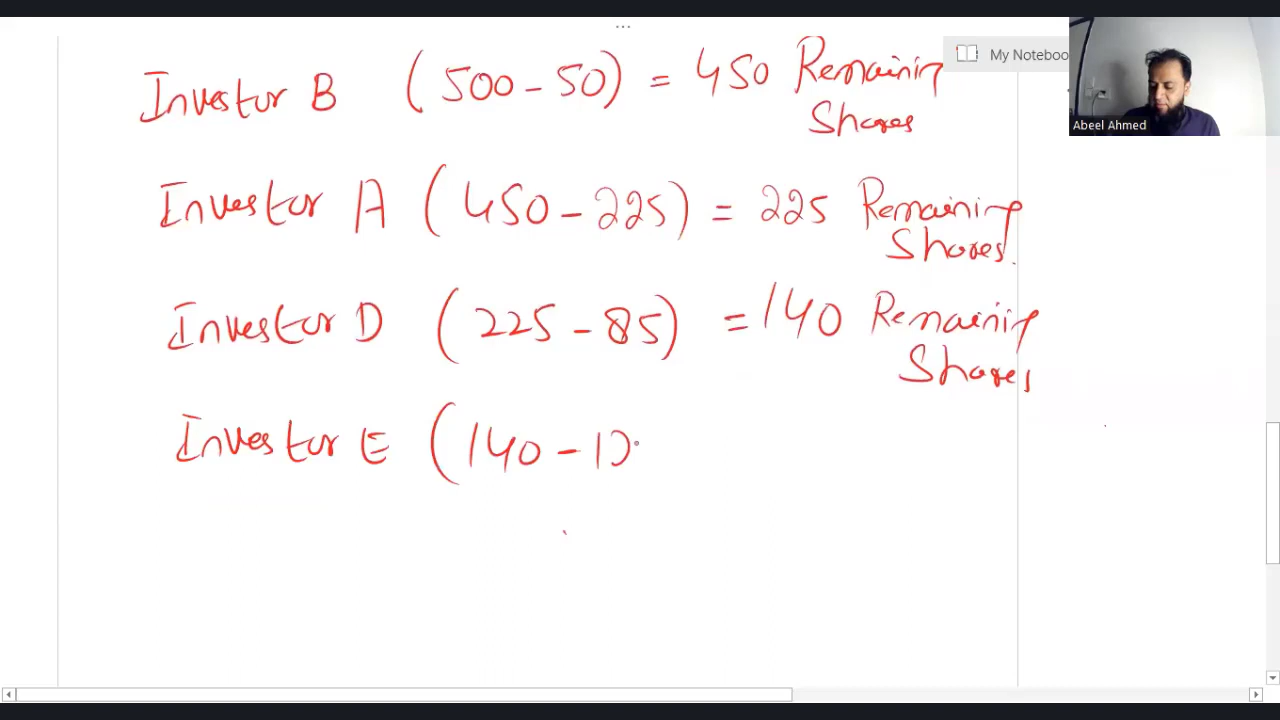 ...
My Noteboo
Abeel Ahmed
Investor B (500 - 50) = 450 Remaining
Shares
Investor A (450 - 225) = 225 Remaining
Shares.
Investor D (225 - 85) = 140 Remaining
Shares
Investor E (140 - 1